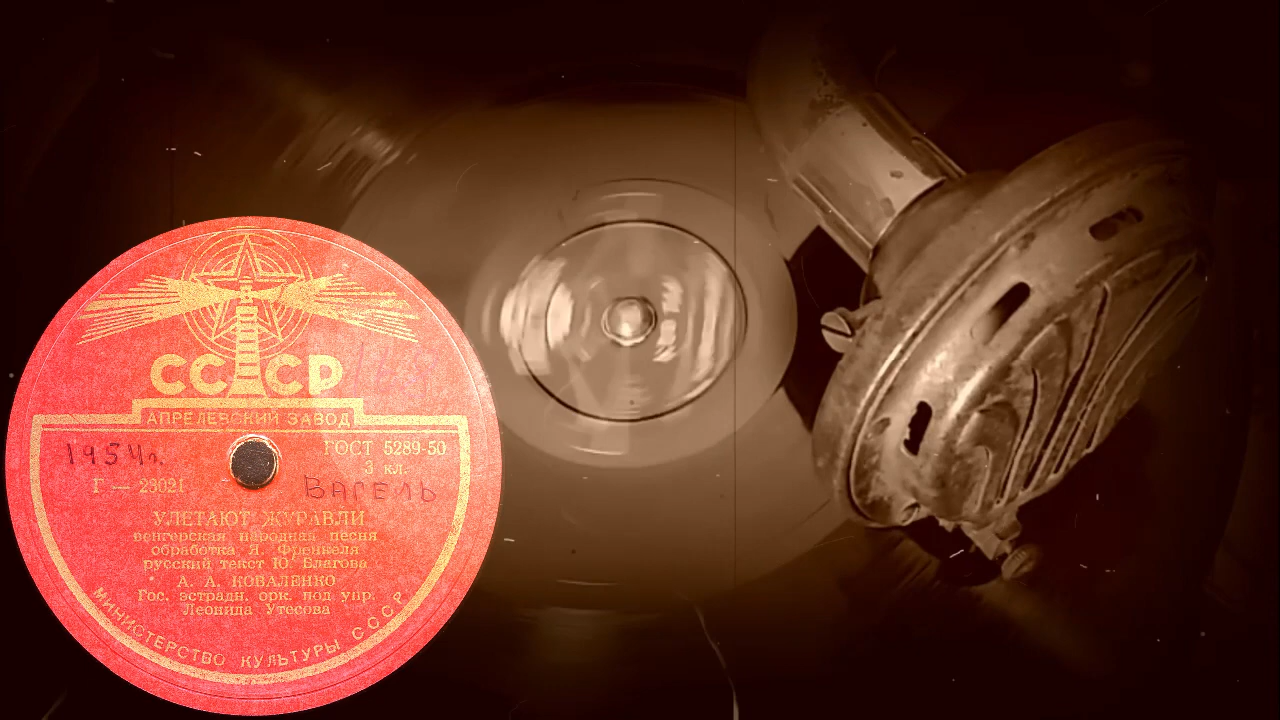 СССР
АПРЕЛЕВСКИЙ ЗАВОД
1954г.
ГОСТ 5289-50
3 кл.
Г — 23021
ВАГЕЛЬ
УЛЕТАЮТ ЖУРАВЛИ
венгерская народная песня
обработка Я. Френкеля
русский текст Ю. Благова
А. А. КОВАЛЕНКО
Гос. эстрадн. орк. под упр.
Леонида Утесова
МИНИСТЕРСТВО КУЛЬТУРЫ СССР